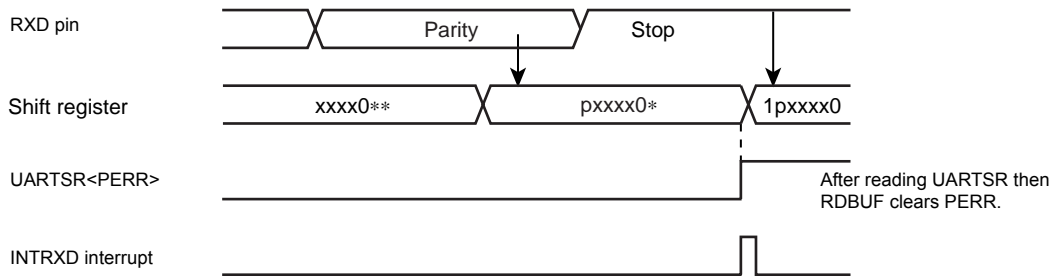 RXD pin
Parity
Stop
Shift register
xxxx0**
pxxxx0*
1pxxxx0
UARTSR<PERR>
After reading UARTSR then
RDBUF clears PERR.
INTRXD interrupt